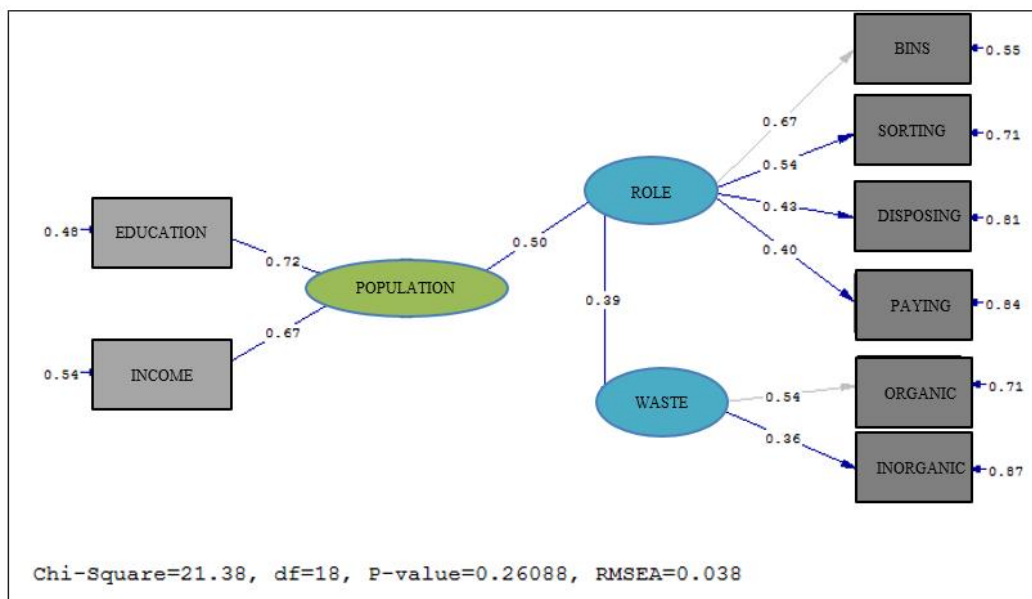 BINS
0.55
0.67
SORTING
0.71
0.54
ROLE
0.43
DISPOSING
0.81
0.48
EDUCATION
0.50
0.40
0.72
POPULATION
0.39
PAYING
0.84
0.67
0.54
INCOME
WASTE
0.54
ORGANIC
0.71
0.36
INORGANIC
0.87
Chi-Square=21.38, df=18, P-value=0.26088, RMSEA=0.038